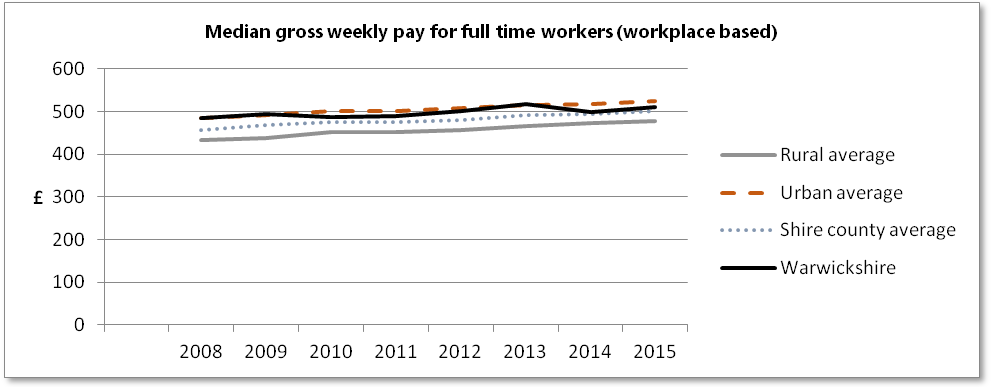 Median gross weekly pay for full time workers (workplace based)
600
500
400
300
200
100
0
£
2008 2009 2010 2011 2012 2013 2014 2015
Rural average
Urban average
Shire county average
Warwickshire